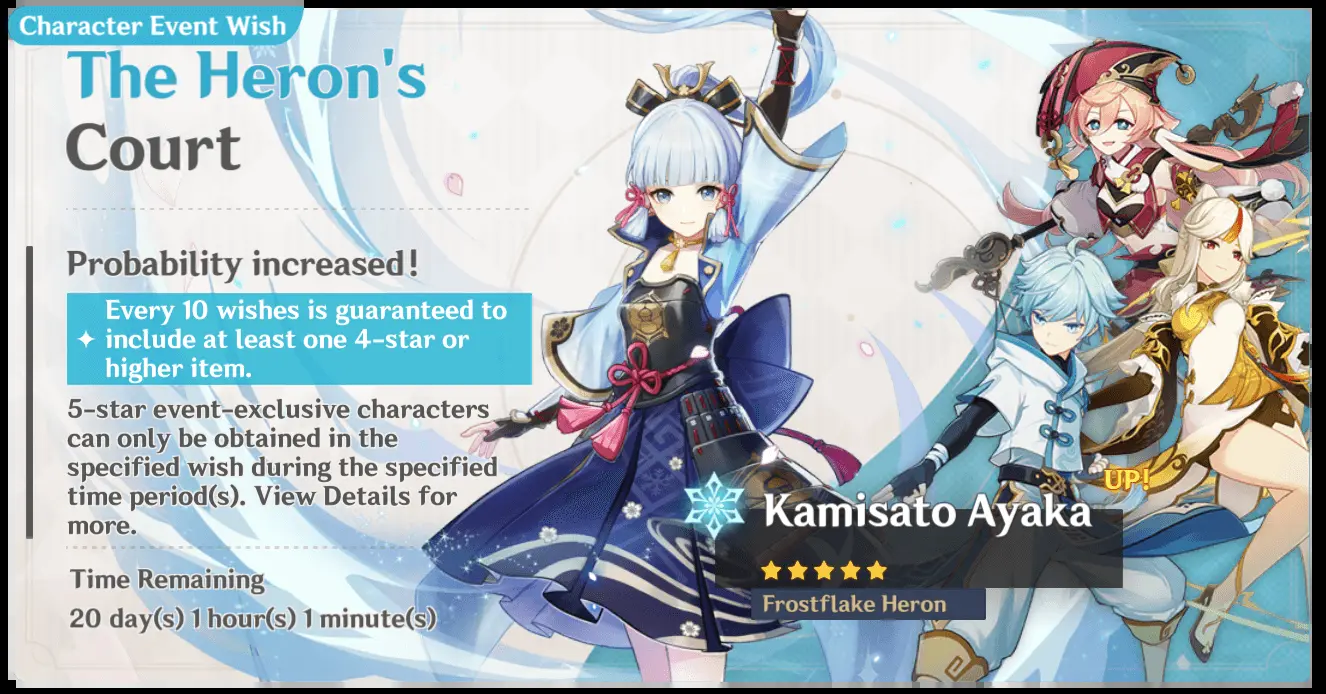 Character Event Wish
The Heron's
Court
Probability increased!
Every 10 wishes is guaranteed to
include at least one 4-star or
higher item.
5-star event-exclusive characters
can only be obtained in the
specified wish during the specified
time period(s). View Details for
more.
Time Remaining
20 day(s) 1 hour(s) 1 minute(s)
UP!
Kamisato Ayaka
Frostflake Heron